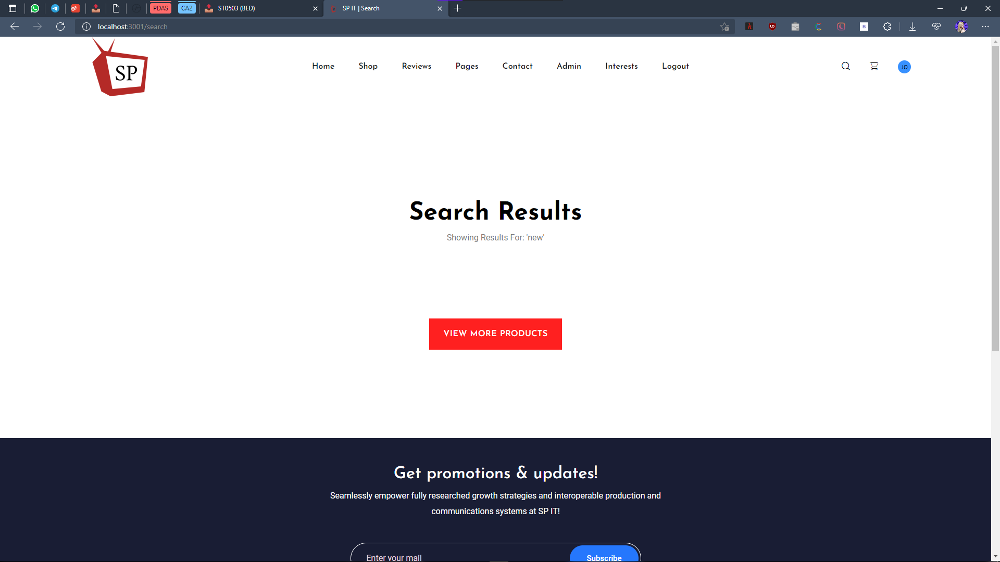 PDAS
CA2
ST0503 (BED)
SP IT | Search
localhost:3001/search
SP
Home
Shop
Reviews
Pages
Contact
Admin
Interests
Logout
JO
Search Results
Showing Results For: 'new'
VIEW MORE PRODUCTS
Get promotions & updates!
Seamlessly empower fully researched growth strategies and interoperable production and
communications systems at SP IT!
Enter your mail
Subscribe